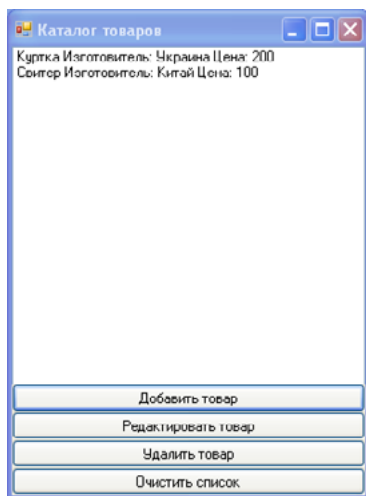 Каталог товаров
Куртка Изготовитель: Украина Цена: 200
Свитер Изготовитель: Китай Цена: 100
Добавить товар
Редактировать товар
Удалить товар
Очистить список